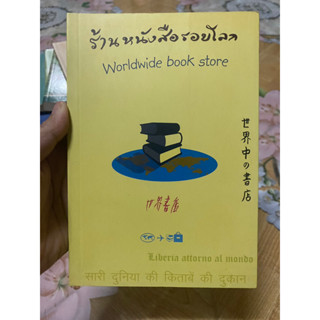 ร้านหนังสือรอบโลก
Worldwide book store
世界中の書店
世界書店
Liberia attorno al mondo
सारी दुनिया की किताबें की दुकान